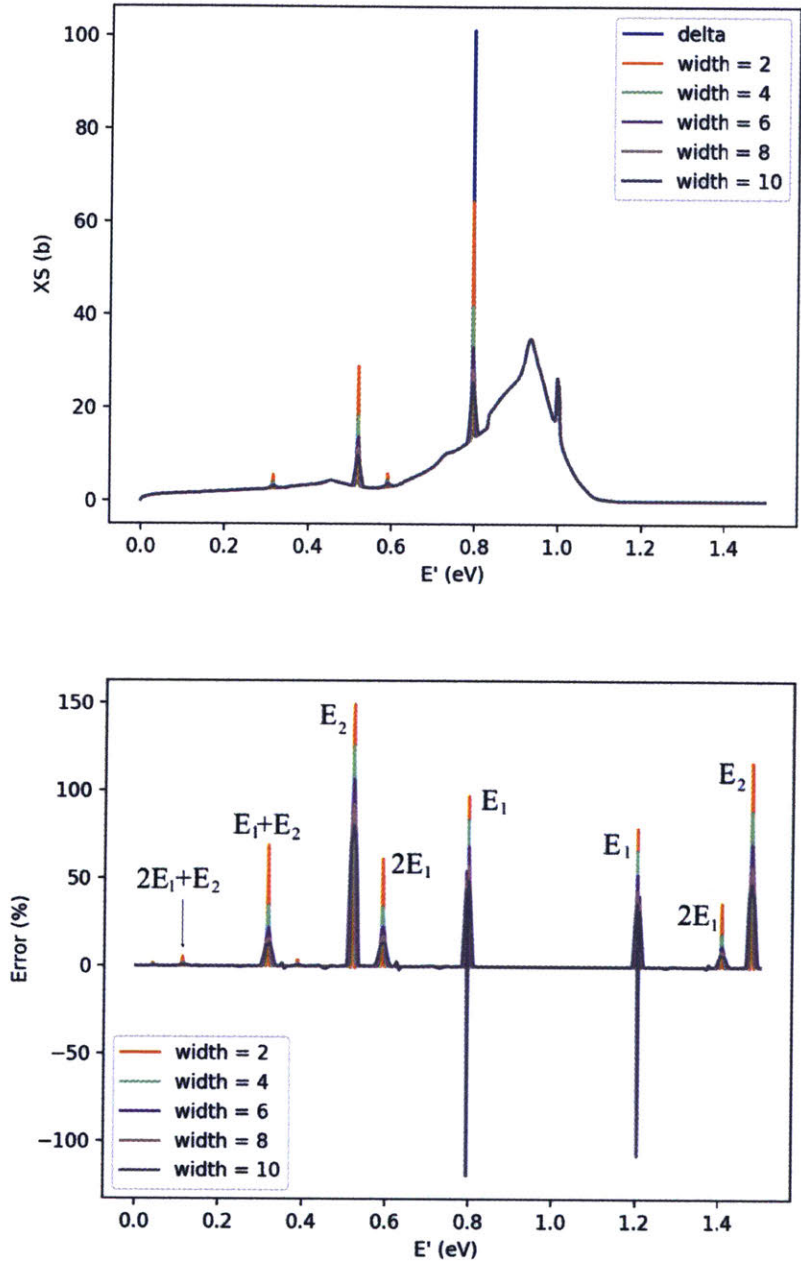 100
80
60
40
20
0
XS (b)
delta
width = 2
width = 4
width = 6
width = 8
width = 10
0.0 0.2 0.4 0.6 0.8 1.0 1.2 1.4
E' (eV)
150
100
50
0
−50
−100
Error (%)
2E₁+E₂
E₁+E₂
E₂
2E₁
E₁
E₁
2E₁
E₂
width = 2
width = 4
width = 6
width = 8
width = 10
0.0 0.2 0.4 0.6 0.8 1.0 1.2 1.4
E' (eV)